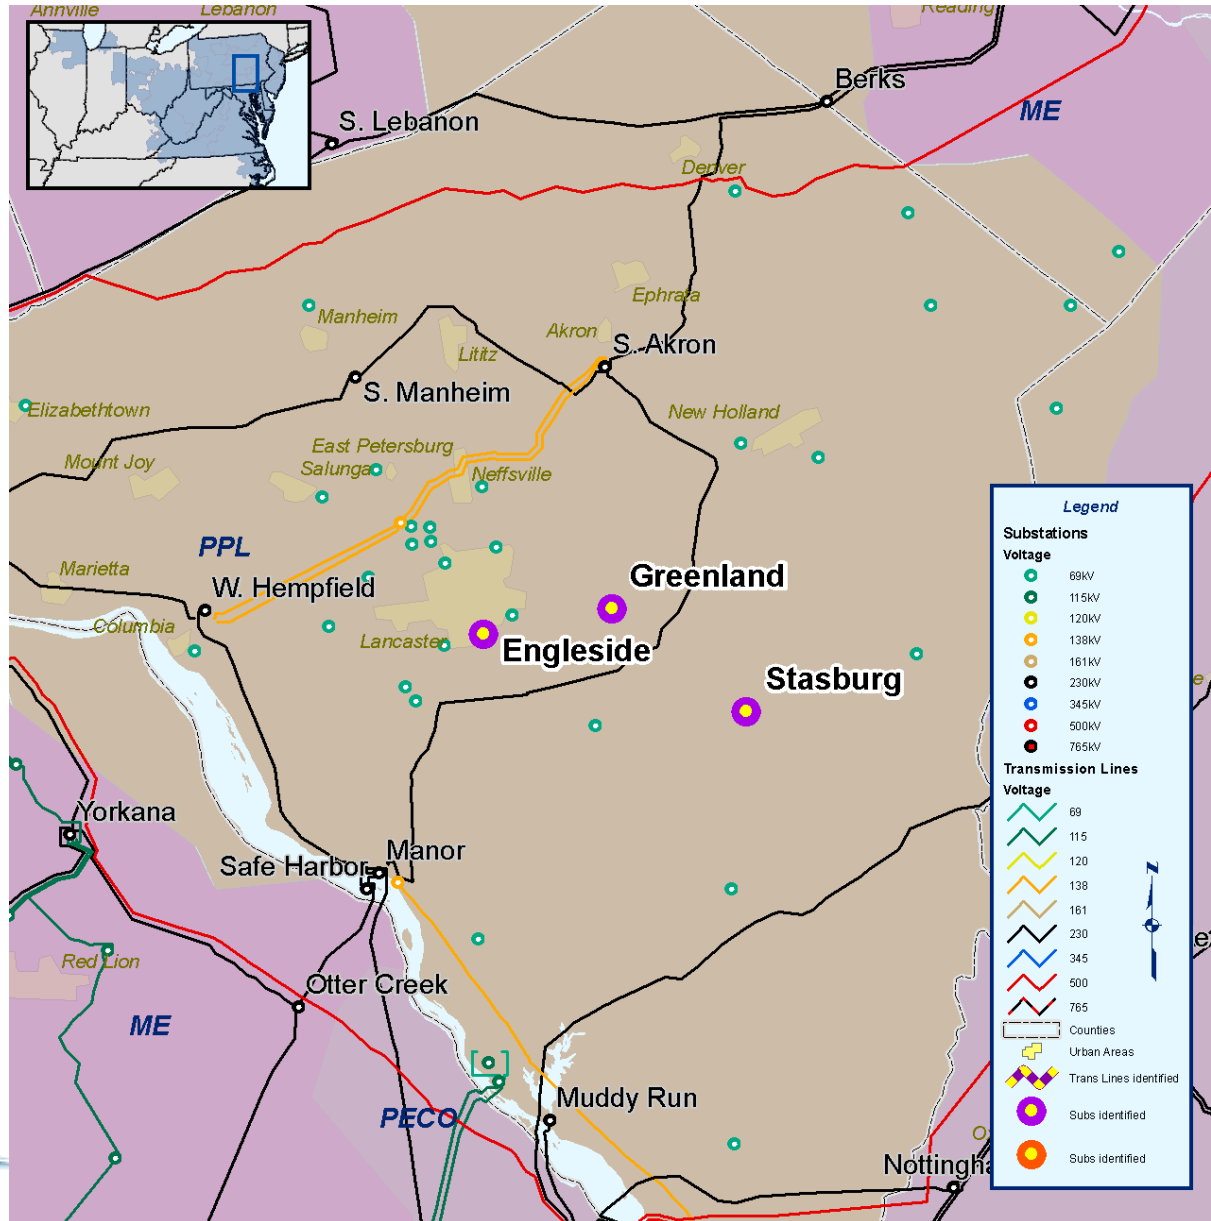 Annville
Lebanon
Reading
Berks
ME
S. Lebanon
Denver
Ephrata
Manheim
Akron
S. Akron
Lititz
S. Manheim
Elizabethtown
New Holland
East Petersburg
Mount Joy
Salunga
Neffsville
PPL
Marietta
W. Hempfield
Greenland
Columbia
Lancaster
Engleside
Stasburg
Yorkana
Manor
Safe Harbor
Red Lion
Otter Creek
ME
PECO
Muddy Run
Nottingha
Legend
Substations
Voltage
69kV
115kV
120kV
138kV
161kV
230kV
345kV
500kV
765kV
Transmission Lines
Voltage
69
115
120
138
161
230
345
500
765
N
Counties
Urban Areas
Trans Lines identified
Subs identified
Subs identified